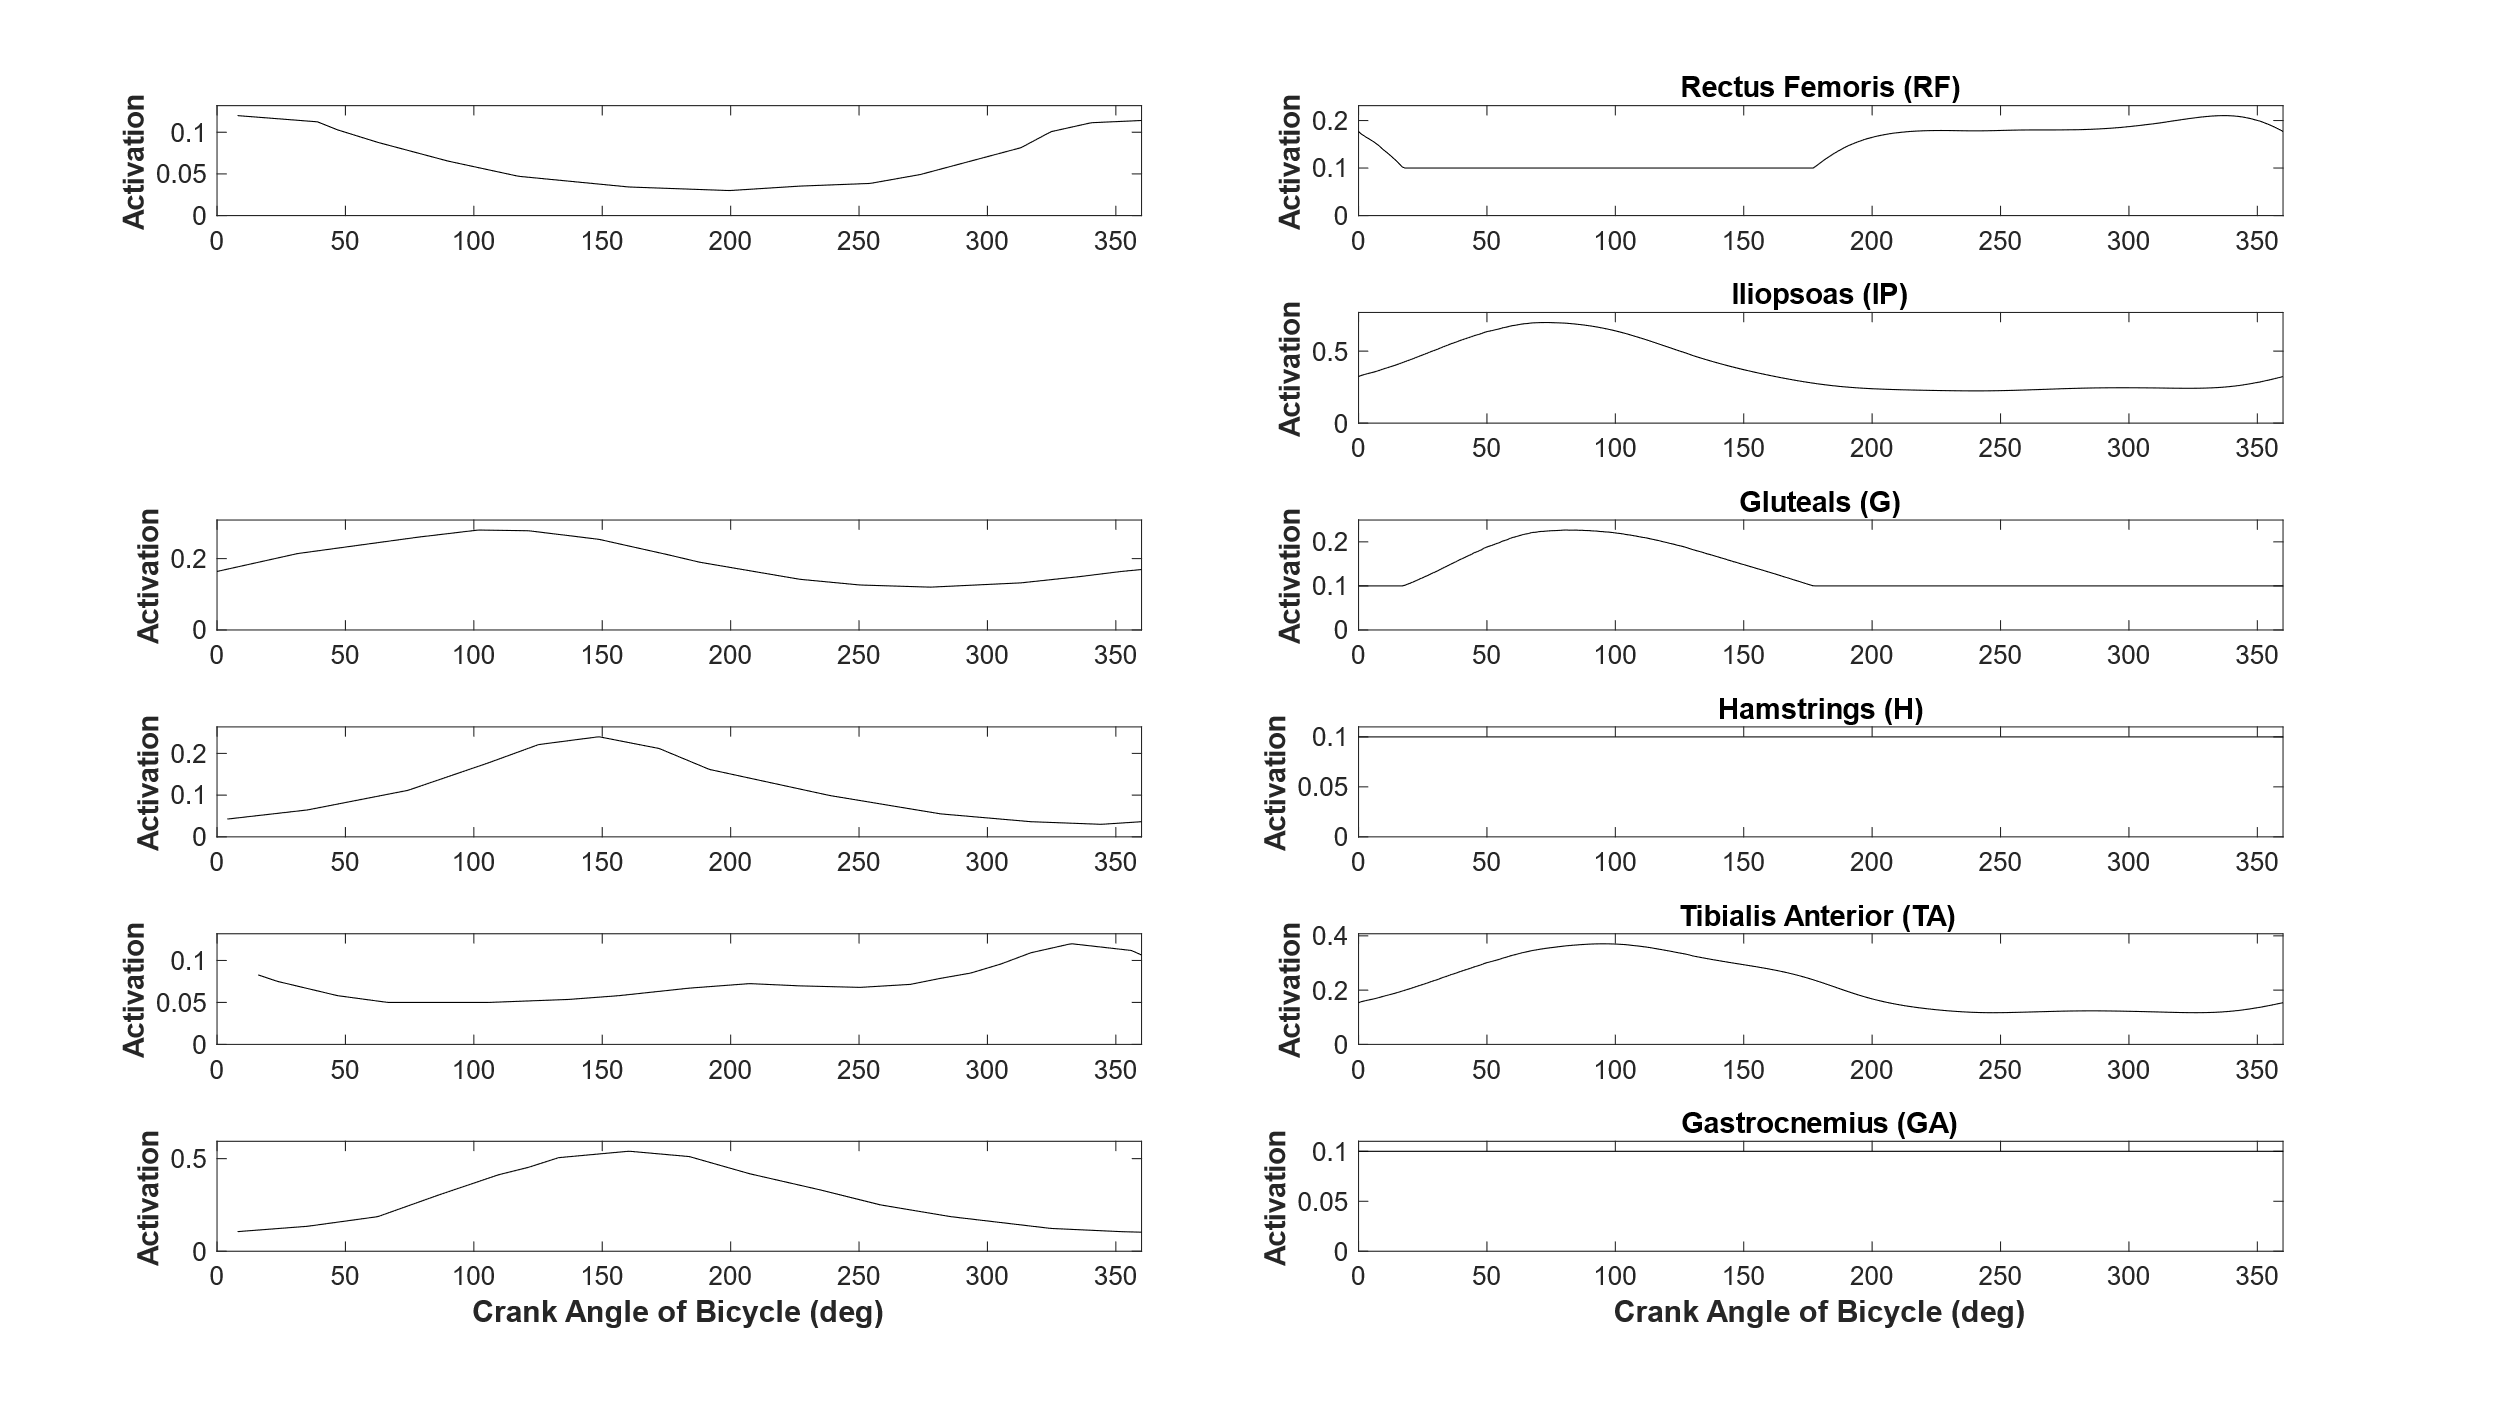 Activation
0.1
0.05
0
0 50 100 150 200 250 300 350
Rectus Femoris (RF)
Activation
0.2
0.1
0
0 50 100 150 200 250 300 350
Iliopsoas (IP)
Activation
0.5
0
0 50 100 150 200 250 300 350
Activation
0.2
0
0 50 100 150 200 250 300 350
Gluteals (G)
Activation
0.2
0.1
0
0 50 100 150 200 250 300 350
Activation
0.2
0.1
0
0 50 100 150 200 250 300 350
Hamstrings (H)
Activation
0.1
0.05
0
0 50 100 150 200 250 300 350
Activation
0.1
0.05
0
0 50 100 150 200 250 300 350
Tibialis Anterior (TA)
Activation
0.4
0.2
0
0 50 100 150 200 250 300 350
Activation
0.5
0
0 50 100 150 200 250 300 350
Crank Angle of Bicycle (deg)
Gastrocnemius (GA)
Activation
0.1
0.05
0
0 50 100 150 200 250 300 350
Crank Angle of Bicycle (deg)